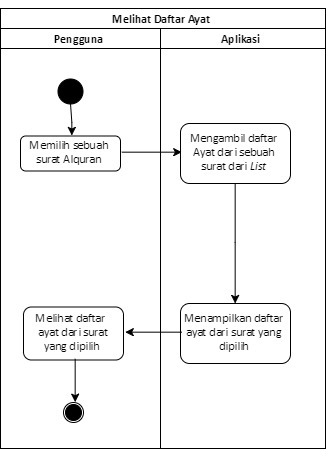 Melihat Daftar Ayat
Pengguna
Aplikasi
Memilih sebuah
surat Alquran
Mengambil daftar
Ayat dari sebuah
surat dari List
Menampilkan daftar
ayat dari surat yang
dipilih
Melihat daftar
ayat dari surat
yang dipilih